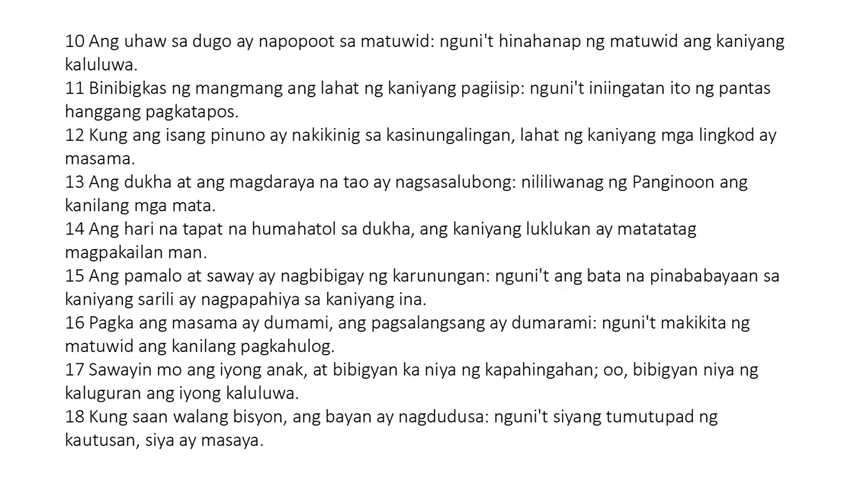 10 Ang uhaw sa dugo ay napopoot sa matuwid: nguni't hinahanap ng matuwid ang kaniyang
kaluluwa.
11 Binibigkas ng mangmang ang lahat ng kaniyang pagiisip: nguni't iniingatan ito ng pantas
hanggang pagkatapos.
12 Kung ang isang pinuno ay nakikinig sa kasinungalingan, lahat ng kaniyang mga lingkod ay
masama.
13 Ang dukha at ang magdaraya na tao ay nagsasalubong: nililiwanag ng Panginoon ang
kanilang mga mata.
14 Ang hari na tapat na humahatol sa dukha, ang kaniyang luklukan ay matatatag
magpakailan man.
15 Ang pamalo at saway ay nagbibigay ng karunungan: nguni't ang bata na pinababayaan sa
kaniyang sarili ay nagpapahiya sa kaniyang ina.
16 Pagka ang masama ay dumami, ang pagsalangsang ay dumarami: nguni't makikita ng
matuwid ang kanilang pagkahulog.
17 Sawayin mo ang iyong anak, at bibigyan ka niya ng kapahingahan; oo, bibigyan niya ng
kaluguran ang iyong kaluluwa.
18 Kung saan walang bisyon, ang bayan ay nagdudusa: nguni't siyang tumutupad ng
kautusan, siya ay masaya.